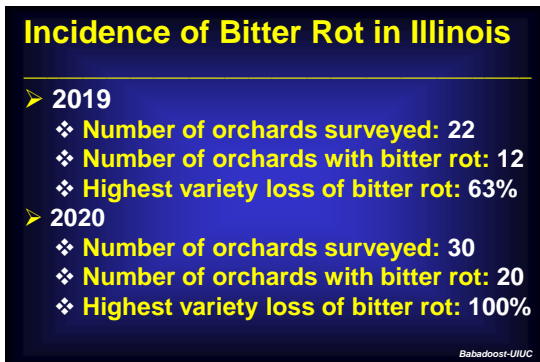 Incidence of Bitter Rot in Illinois
➢ 2019
❖ Number of orchards surveyed: 22
❖ Number of orchards with bitter rot: 12
❖ Highest variety loss of bitter rot: 63%
➢ 2020
❖ Number of orchards surveyed: 30
❖ Number of orchards with bitter rot: 20
❖ Highest variety loss of bitter rot: 100%
Babadoost-UIUC